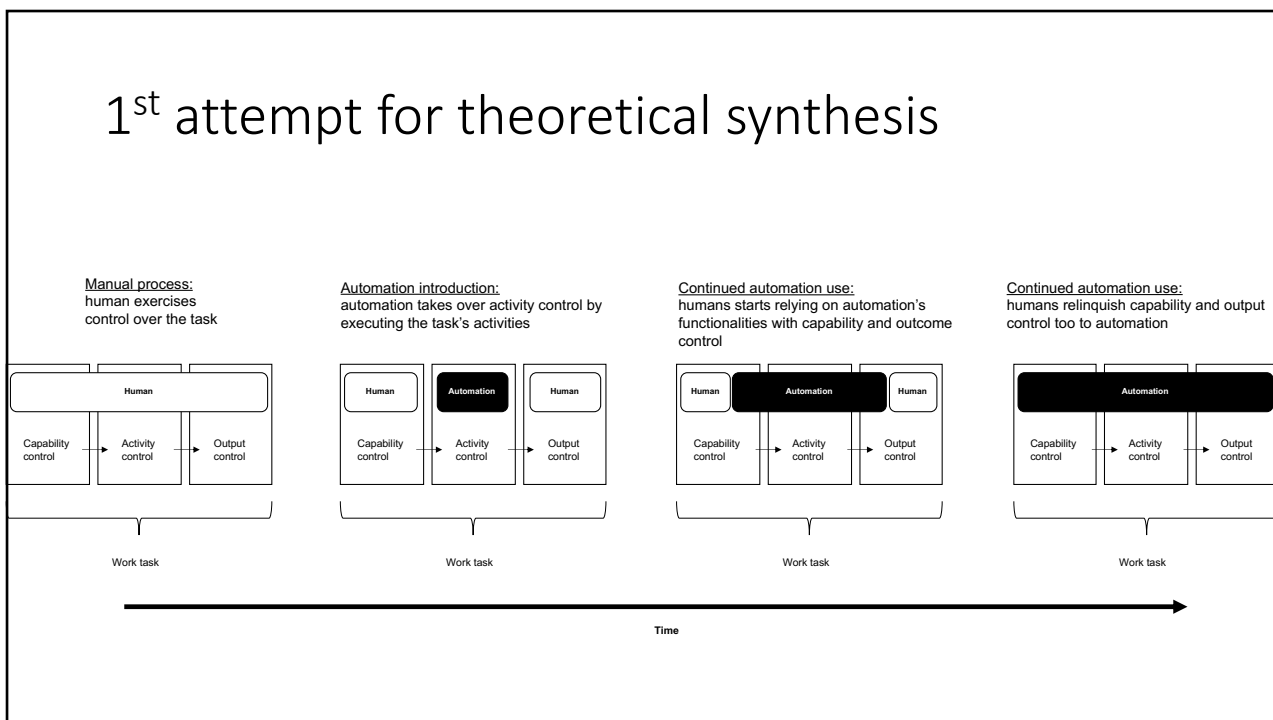 1st attempt for theoretical synthesis
Manual process:
human exercises
control over the task
Human
Capability
control
Activity
control
Output
control
Work task
Automation introduction:
automation takes over activity control by
executing the task's activities
Human
Automation
Human
Capability
control
Activity
control
Output
control
Work task
Continued automation use:
humans starts relying on automation's
functionalities with capability and outcome
control
Human
Automation
Human
Capability
control
Activity
control
Output
control
Work task
Continued automation use:
humans relinquish capability and output
control too to automation
Automation
Capability
control
Activity
control
Output
control
Work task
Time